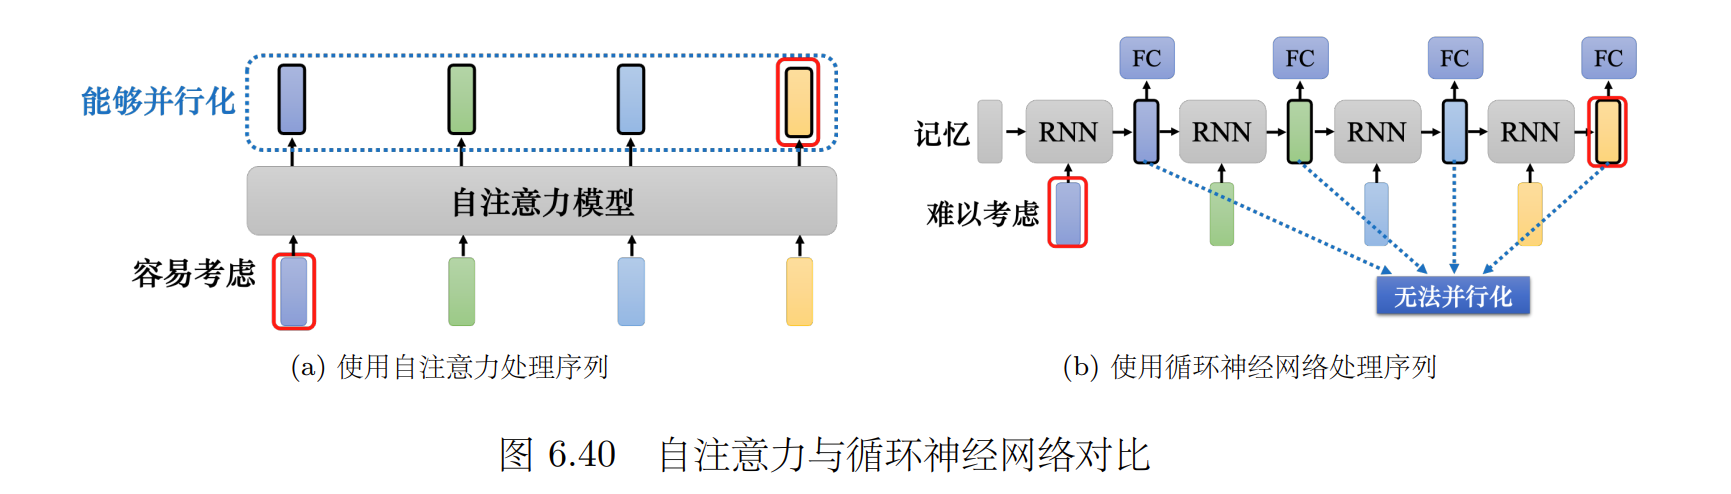 能够并行化
自注意力模型
容易考虑
(a) 使用自注意力处理序列
FC FC FC FC
记忆 RNN RNN RNN RNN
难以考虑
无法并行化
(b) 使用循环神经网络处理序列
图 6.40 自注意力与循环神经网络对比